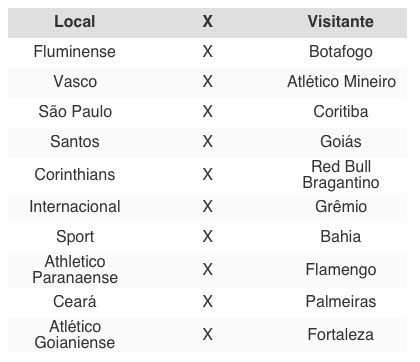 Local X Visitante
Fluminense X Botafogo
Vasco X Atlético Mineiro
São Paulo X Coritiba
Santos X Goiás
Corinthians X Red Bull
Bragantino
Internacional X Grêmio
Sport X Bahia
Athletico
Paranaense X Flamengo
Ceará X Palmeiras
Atlético
Goianiense X Fortaleza